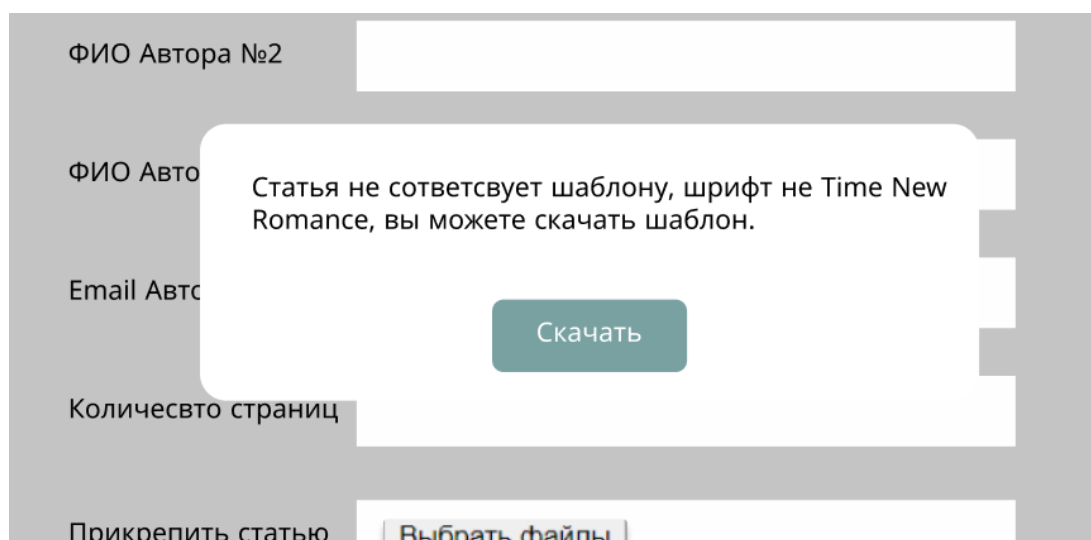 ФИО Автора №2
ФИО Авто
Статья не сответсвует шаблону, шрифт не Time New
Romance, вы можете скачать шаблон.
Email Авто
Скачать
Количесвто страниц
Прикрепить статью
Выбрать файлы